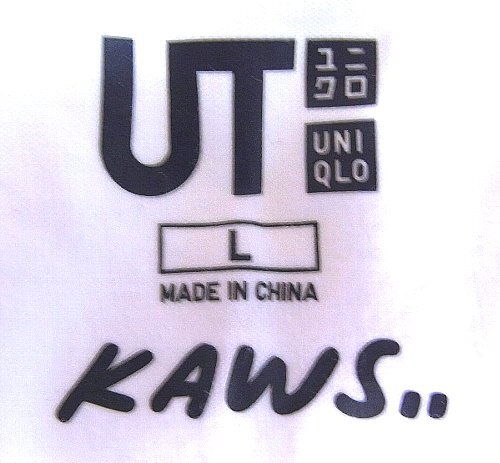 UT
ユニ
クロ
UNI
QLO
L
MADE IN CHINA
KAWS..